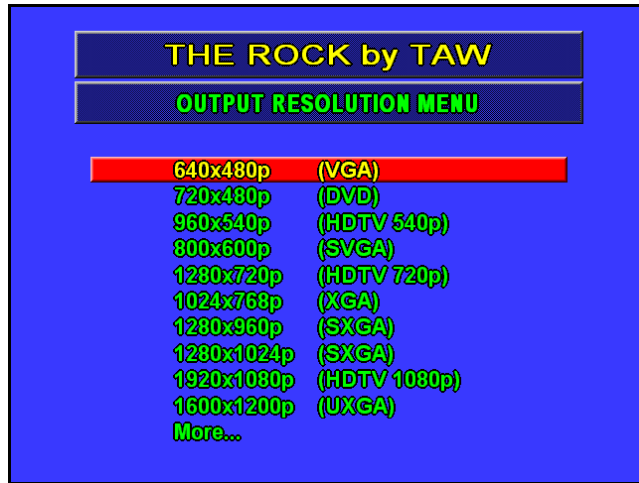 THE ROCK by TAW
OUTPUT RESOLUTION MENU
640x480p (VGA)
720x480p (DVD)
960x540p (HDTV 540p)
800x600p (SVGA)
1280x720p (HDTV 720p)
1024x768p (XGA)
1280x960p (SXGA)
1280x1024p (SXGA)
1920x1080p (HDTV 1080p)
1600x1200p (UXGA)
More...